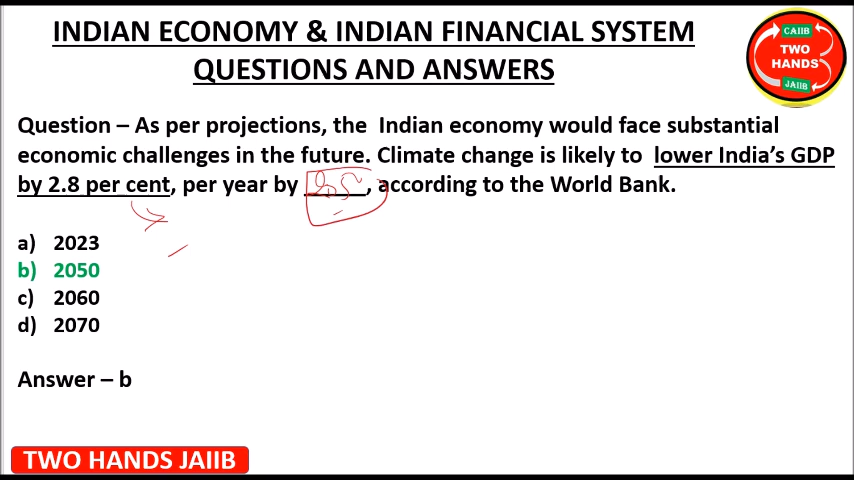 INDIAN ECONOMY & INDIAN FINANCIAL SYSTEM
QUESTIONS AND ANSWERS
CAIIB
TWO
HANDS
JAIIB
Question – As per projections, the Indian economy would face substantial
economic challenges in the future. Climate change is likely to lower India's GDP
by 2.8 per cent, per year by ______, according to the World Bank.
a) 2023
b) 2050
c) 2060
d) 2070
Answer – b
TWO HANDS JAIIB